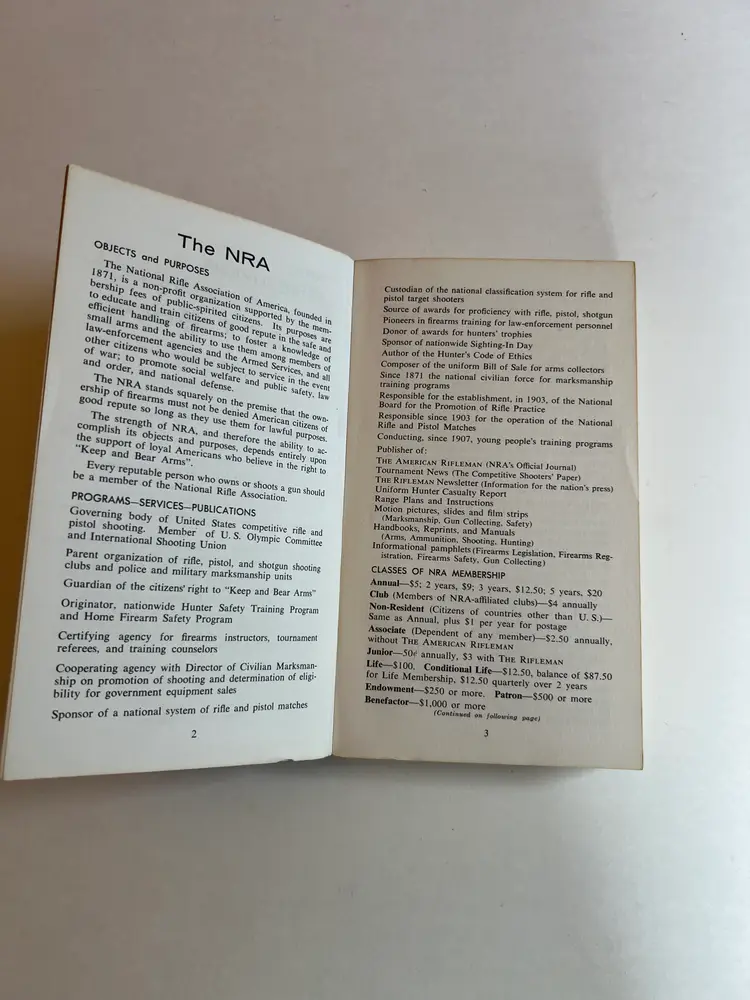 The NRA
OBJECTS and PURPOSES
The National Rifle Association of America, founded in
1871, is a non-profit organization supported by the mem-
bership fees of public-spirited citizens. Its purposes are
to educate and train citizens of good repute in the safe and
efficient handling of firearms; to foster a knowledge of
small arms and the ability to use them among members of
law-enforcement agencies and the Armed Services, and all
other citizens who would be subject to service in the event
of war; to promote social welfare and public safety, law
and order, and national defense.
The NRA stands squarely on the premise that the own-
ership of firearms must not be denied American citizens of
good repute so long as they use them for lawful purposes.
The strength of NRA, and therefore the ability to ac-
complish its objects and purposes, depends entirely upon
the support of loyal Americans who believe in the right to
"Keep and Bear Arms".
Every reputable person who owns or shoots a gun should
be a member of the National Rifle Association.
PROGRAMS—SERVICES—PUBLICATIONS
Governing body of United States competitive rifle and
pistol shooting. Member of U.S. Olympic Committee
and International Shooting Union
Parent organization of rifle, pistol, and shotgun shooting
clubs and police and military marksmanship units
Guardian of the citizens' right to "Keep and Bear Arms"
Originator, nationwide Hunter Safety Training Program
and Home Firearm Safety Program
Certifying agency for firearms instructors, tournament
referees, and training counselors
Cooperating agency with Director of Civilian Marksman-
ship on promotion of shooting and determination of eligi-
bility for government equipment sales
Sponsor of a national system of rifle and pistol matches
2
Custodian of the national classification system for rifle and
pistol target shooters
Source of awards for proficiency with rifle, pistol, shotgun
Pioneers in firearms training for law-enforcement personnel
Donor of awards for hunters' trophies
Sponsor of nationwide Sighting-In Day
Author of the Hunter's Code of Ethics
Composer of the uniform Bill of Sale for arms collectors
Since 1871 the national civilian force for marksmanship
training programs
Responsible for the establishment, in 1903, of the National
Board for the Promotion of Rifle Practice
Responsible since 1903 for the operation of the National
Rifle and Pistol Matches
Conducting, since 1907, young people's training programs
Publisher of:
THE AMERICAN RIFLEMAN (NRA's Official Journal)
Tournament News (The Competitive Shooters' Paper)
THE RIFLEMAN Newsletter (Information for the nation's press)
Uniform Hunter Casualty Report
Range Plans and Instructions
Motion pictures, slides and film strips
(Marksmanship, Gun Collecting, Safety)
Handbooks, Reprints, and Manuals
(Arms, Ammunition, Shooting, Hunting)
Informational pamphlets (Firearms Legislation, Firearms Reg-
istration, Firearms Safety, Gun Collecting)
CLASSES OF NRA MEMBERSHIP
Annual—$5; 2 years, $9; 3 years, $12.50; 5 years, $20
Club (Members of NRA-affiliated clubs)—$4 annually
Non-Resident (Citizens of countries other than U. S.)—
Same as Annual, plus $1 per year for postage
Associate (Dependent of any member)—$2.50 annually,
without THE AMERICAN RIFLEMAN
Junior—50¢ annually, $3 with THE RIFLEMAN
Life—$100. Conditional Life—$12.50, balance of $87.50
for Life Membership, $12.50 quarterly over 2 years
Endowment—$250 or more. Patron—$500 or more
Benefactor—$1,000 or more
(Continued on following page)
3